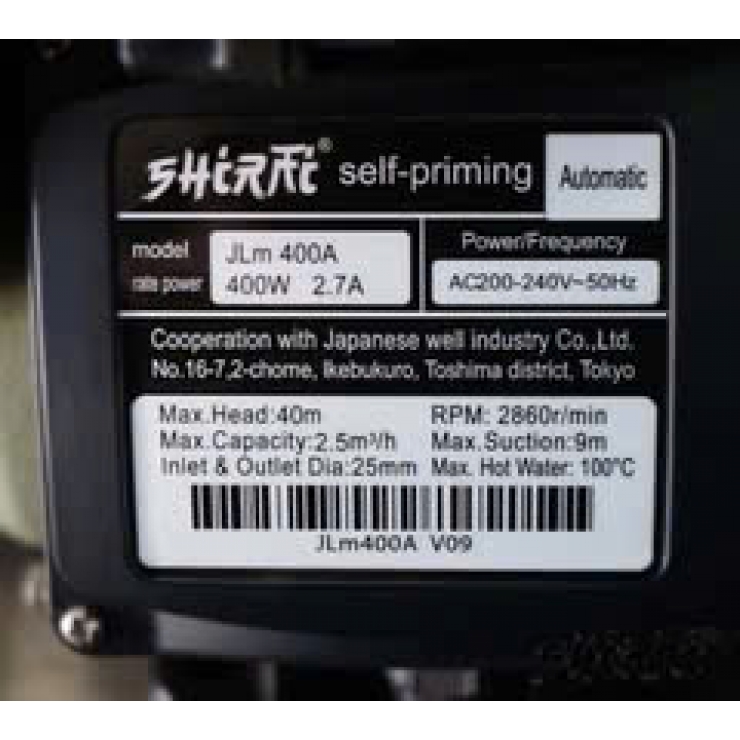 SHIRAI® self-priming Automatic
model JLm 400A
rate power 400W 2.7A
Power/Frequency
AC200-240V~50Hz
Cooperation with Japanese well industry Co.,Ltd.
No.16-7,2-chome, Ikebukuro, Toshima district, Tokyo
Max.Head:40m RPM: 2860r/min
Max.Capacity:2.5m³/h Max.Suction:9m
Inlet & Outlet Dia:25mm Max. Hot Water: 100°C
JLm400A V09